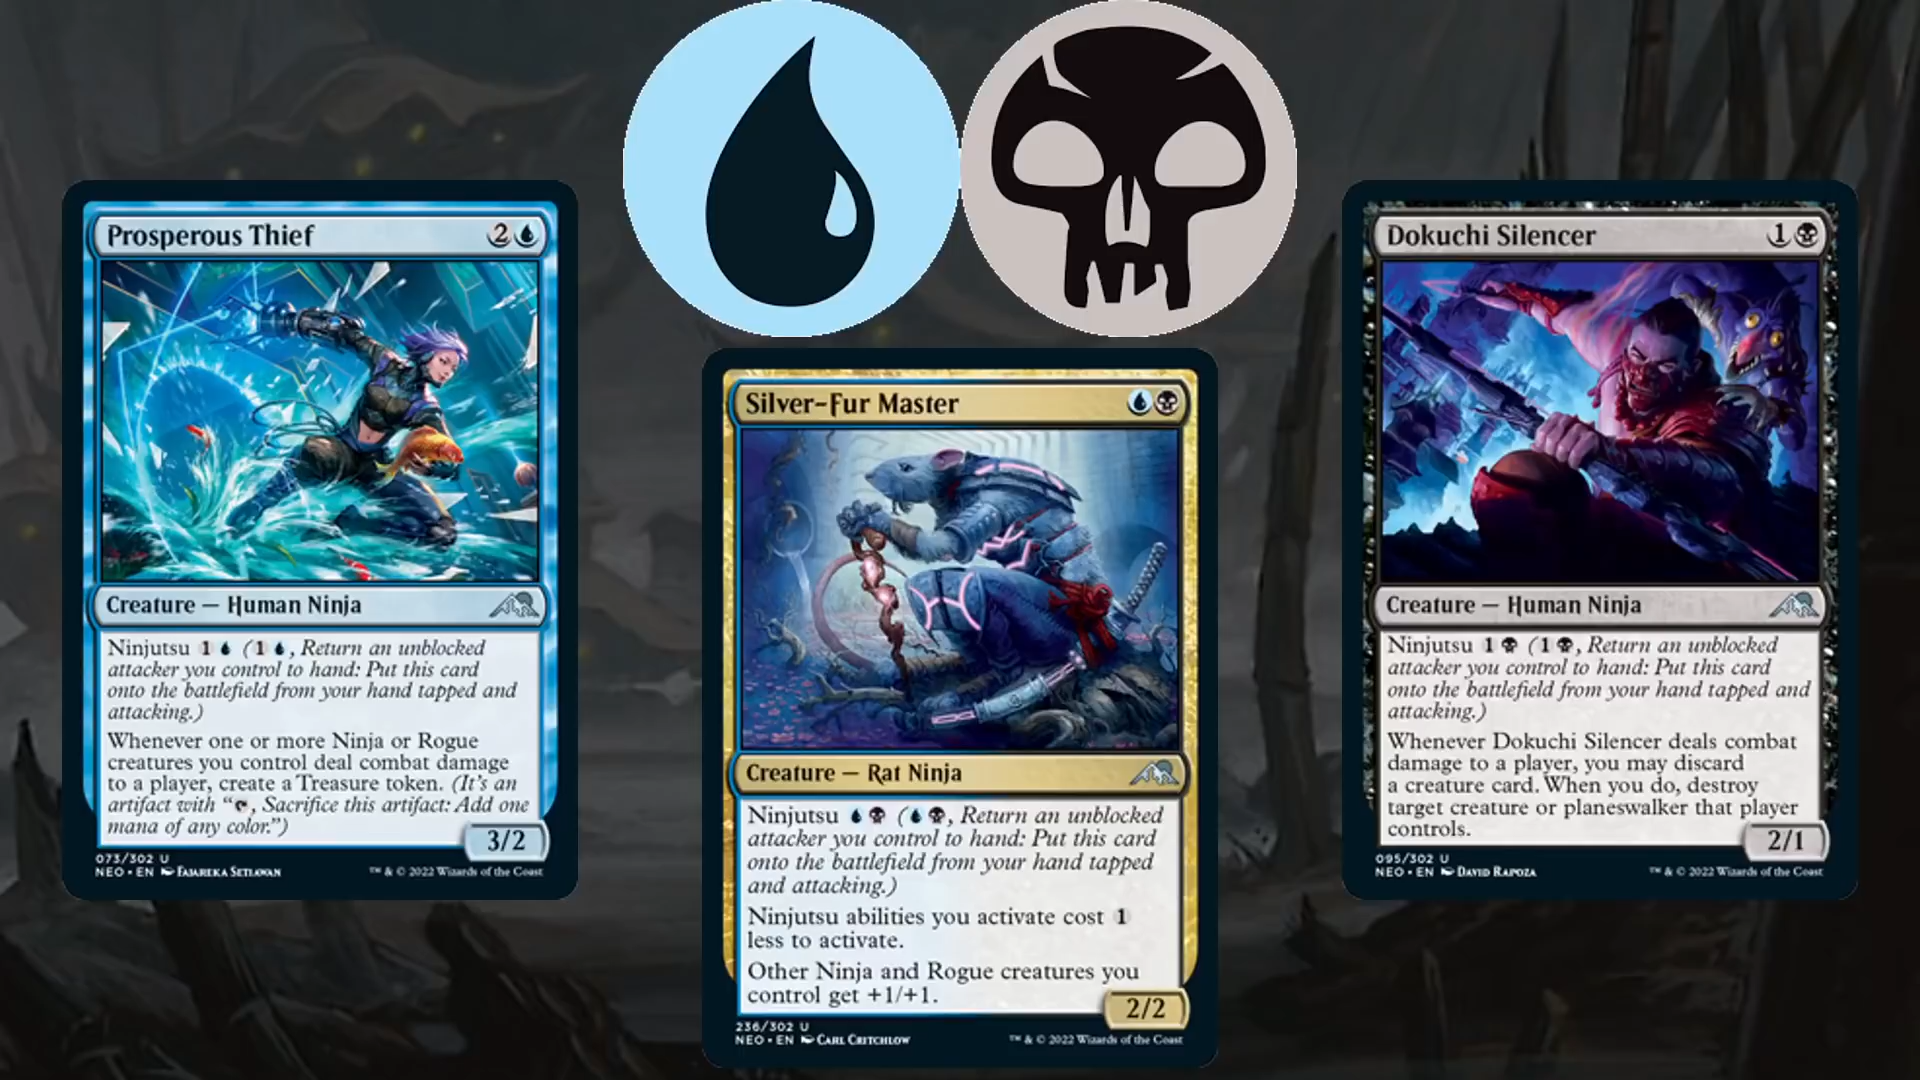 Prosperous Thief 2
Creature — Human Ninja
Ninjutsu 1 (1, Return an unblocked
attacker you control to hand: Put this card
onto the battlefield from your hand tapped and
attacking.)
Whenever one or more Ninja or Rogue
creatures you control deal combat damage
to a player, create a Treasure token. (It's an
artifact with “, Sacrifice this artifact: Add one
mana of any color.”)
3/2
073/302 U
NEO • EN Fajareka Setiawan
™ & © 2022 Wizards of the Coast
Silver-Fur Master
Creature — Rat Ninja
Ninjutsu (, Return an unblocked
attacker you control to hand: Put this card
onto the battlefield from your hand tapped
and attacking.)
Ninjutsu abilities you activate cost 1
less to activate.
Other Ninja and Rogue creatures you
control get +1/+1.
2/2
236/302 U
NEO • EN Carl Critchlow
™ & © 2022 Wizards of the Coast
Dokuchi Silencer 1
Creature — Human Ninja
Ninjutsu 1 (1, Return an unblocked
attacker you control to hand: Put this card
onto the battlefield from your hand tapped and
attacking.)
Whenever Dokuchi Silencer deals combat
damage to a player, you may discard
a creature card. When you do, destroy
target creature or planeswalker that player
controls.
2/1
095/302 U
NEO • EN David Rapoza
™ & © 2022 Wizards of the Coast